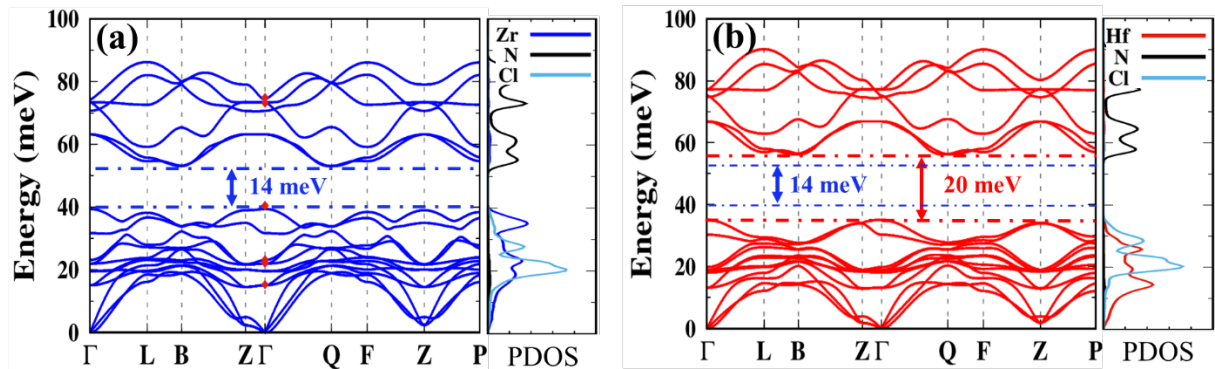 (a)
Energy (meV)
100
80
60
40
20
0
14 meV
Γ L B Z Γ Q F Z P
Zr
N
Cl
PDOS
(b)
Energy (meV)
100
80
60
40
20
0
14 meV
20 meV
Γ L B Z Γ Q F Z P
Hf
N
Cl
PDOS